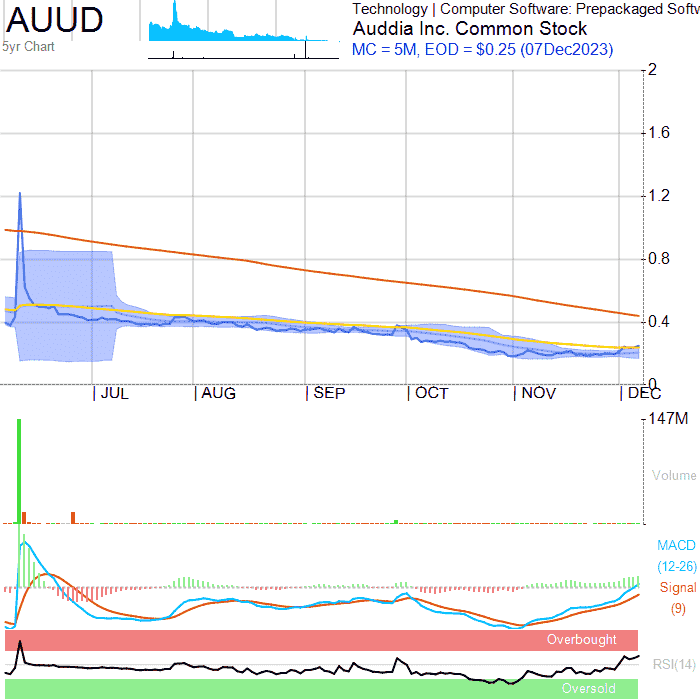 AUUD
5yr Chart
Technology | Computer Software: Prepackaged Softw
Auddia Inc. Common Stock
MC = 5M, EOD = $0.25 (07Dec2023)
2
1.6
1.2
0.8
0.4
0
JUL
AUG
SEP
OCT
NOV
DEC
147M
Volume
MACD
(12-26)
Signal
(9)
Overbought
RSI(14)
Oversold